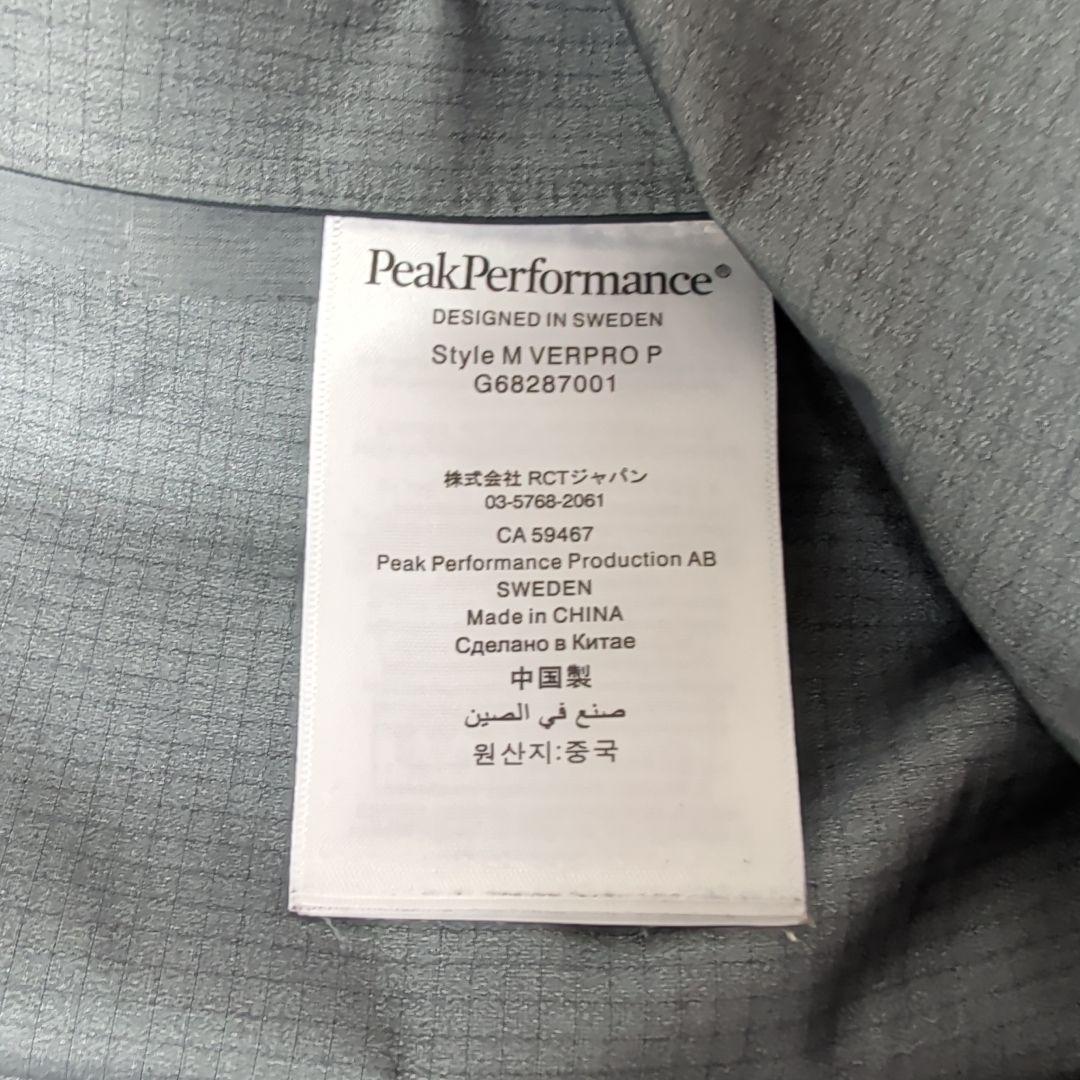 PeakPerformance®
DESIGNED IN SWEDEN
Style M VERPRO P
G68287001
株式会社 RCTジャパン
03-5768-2061
CA 59467
Peak Performance Production AB
SWEDEN
Made in CHINA
Сделано в Китае
中国製
صنع في الصين
원산지:중국